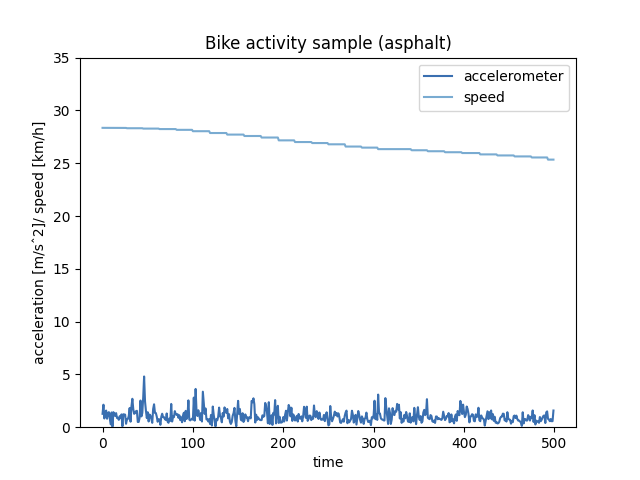 Bike activity sample (asphalt)
35
30
25
20
15
10
5
0
acceleration [m/s^2]/ speed [km/h]
accelerometer
speed
0 100 200 300 400 500
time